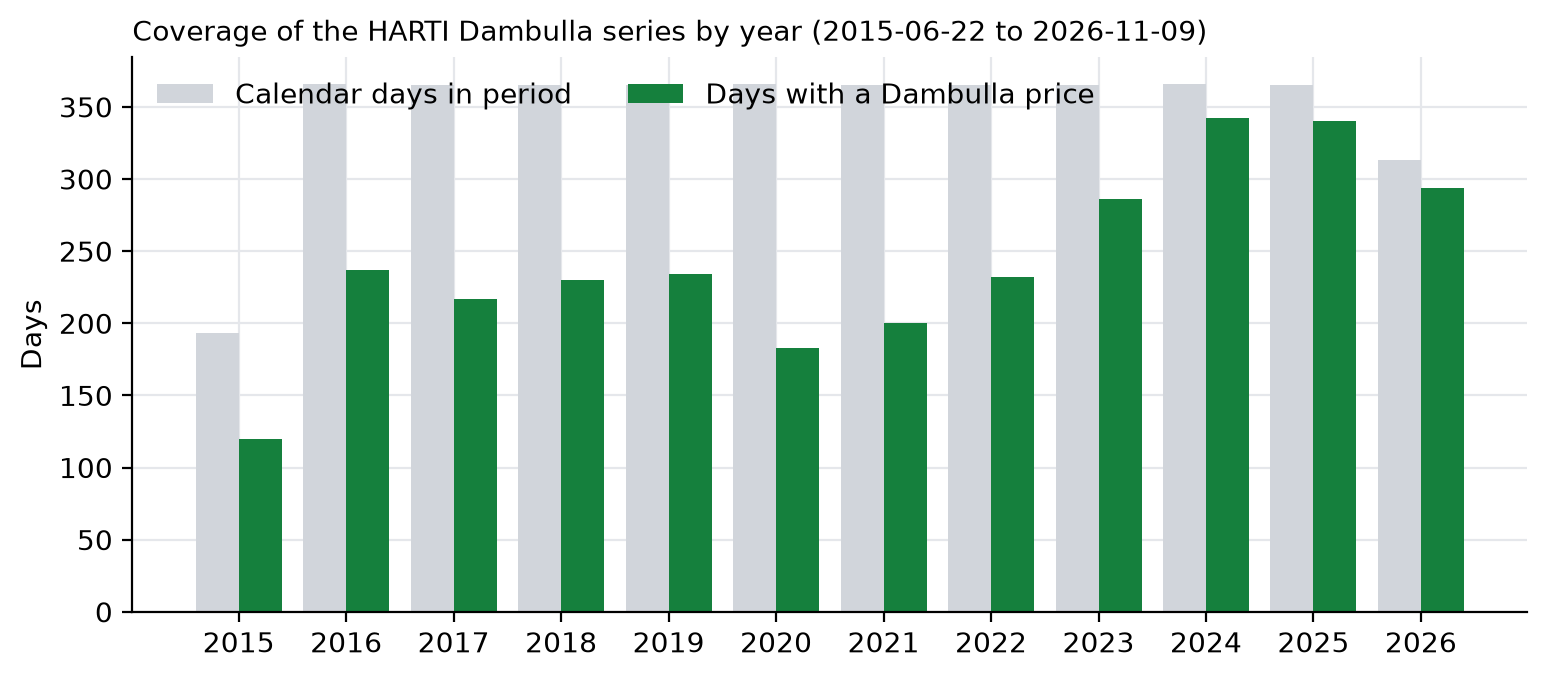 Coverage of the HARTI Dambulla series by year (2015-06-22 to 2026-11-09)
Calendar days in period Days with a Dambulla price
350
300
250
200
150
100
50
0
Days
2015 2016 2017 2018 2019 2020 2021 2022 2023 2024 2025 2026